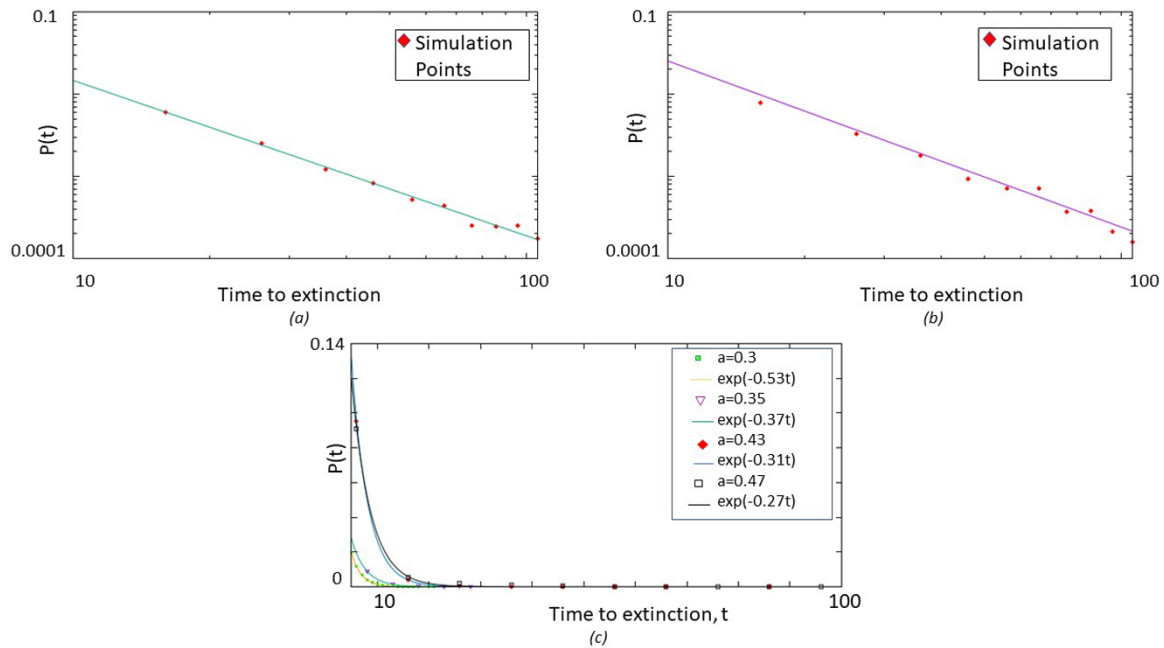 0.1
Simulation
Points
P(t)
0.0001
10
100
Time to extinction
(a)
0.1
Simulation
Points
P(t)
0.0001
10
100
Time to extinction
(b)
0.14
a=0.3
exp(-0.53t)
a=0.35
exp(-0.37t)
a=0.43
exp(-0.31t)
a=0.47
exp(-0.27t)
P(t)
0
10
100
Time to extinction, t
(c)